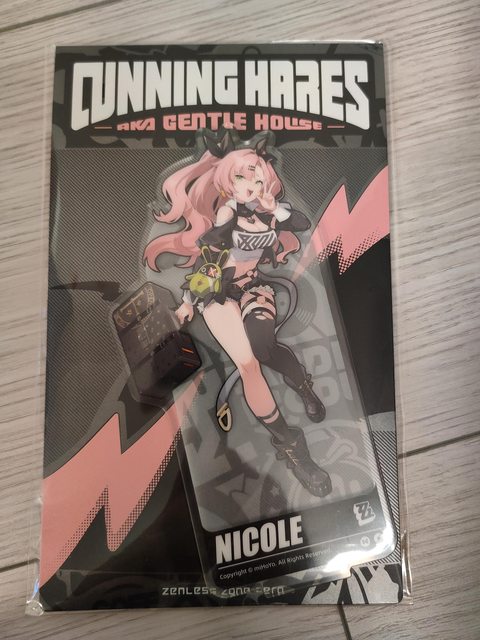 CUNNING HARES
AKA GENTLE HOUSE
NICOLE
Copyright © miHoYo. All Rights Reserved
ZENLESS ZONE ZERO